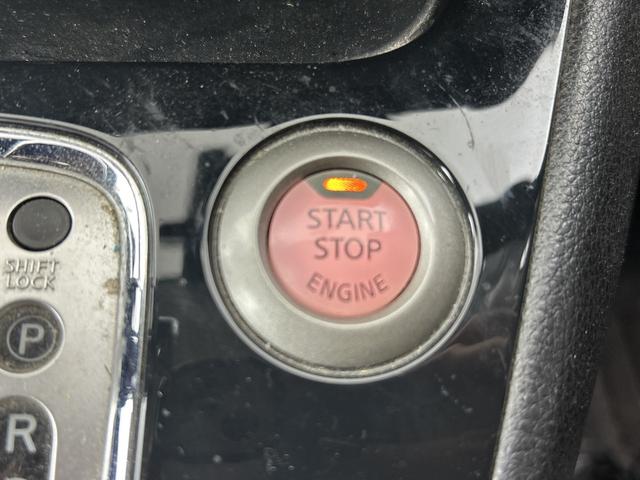 START
STOP
ENGINE
SHIFT
LOCK
P
R